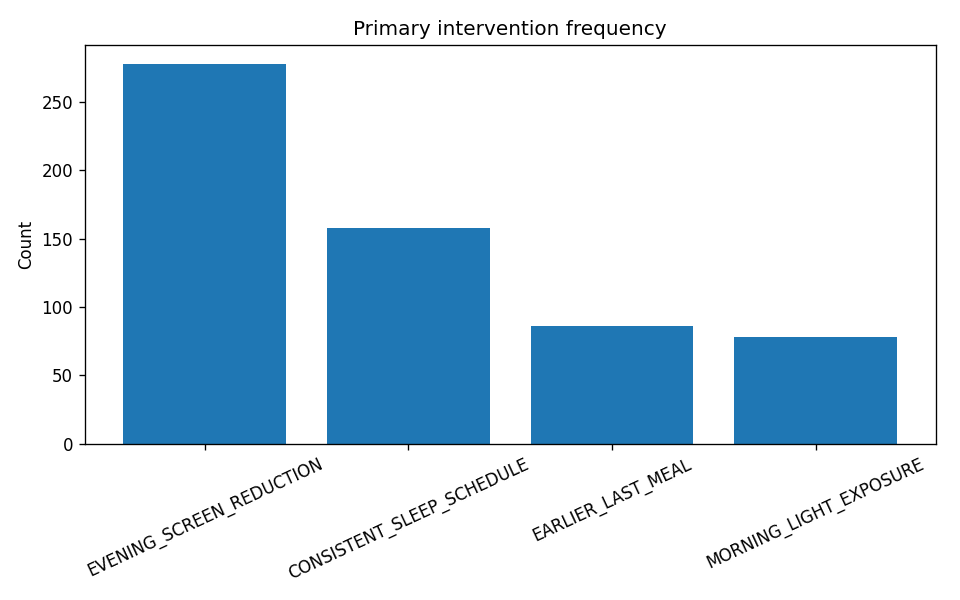 Primary intervention frequency
Count
250
200
150
100
50
0
EVENING_SCREEN_REDUCTION
CONSISTENT_SLEEP_SCHEDULE
EARLIER_LAST_MEAL
MORNING_LIGHT_EXPOSURE